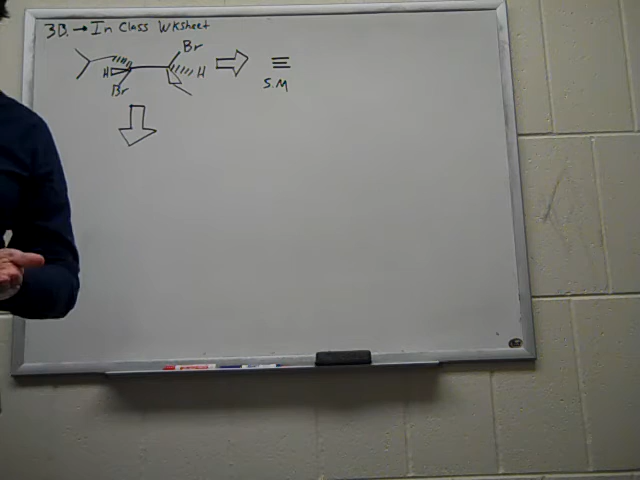 3D. → In Class Wksheet
Br
H
H
Br
S.M